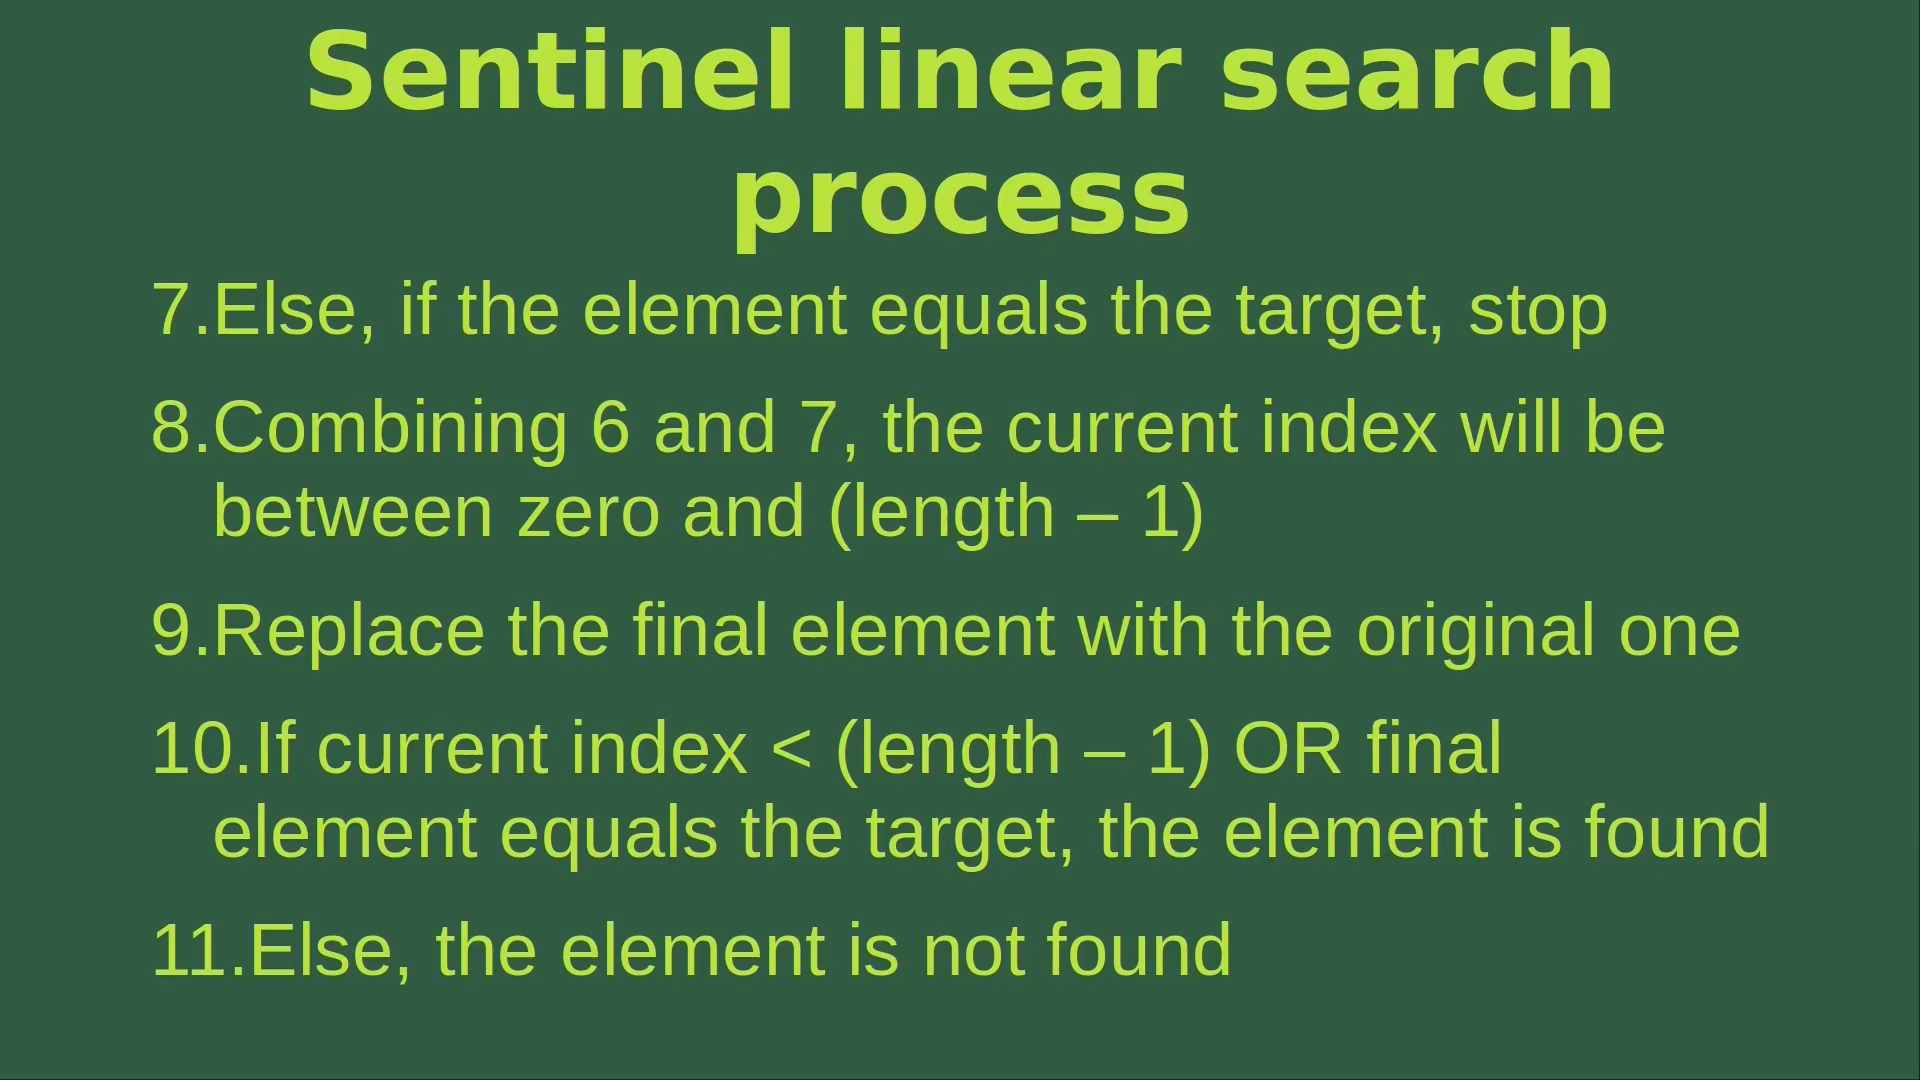 Sentinel linear search
process
7.Else, if the element equals the target, stop
8.Combining 6 and 7, the current index will be
between zero and (length – 1)
9.Replace the final element with the original one
10.If current index < (length – 1) OR final
element equals the target, the element is found
11.Else, the element is not found